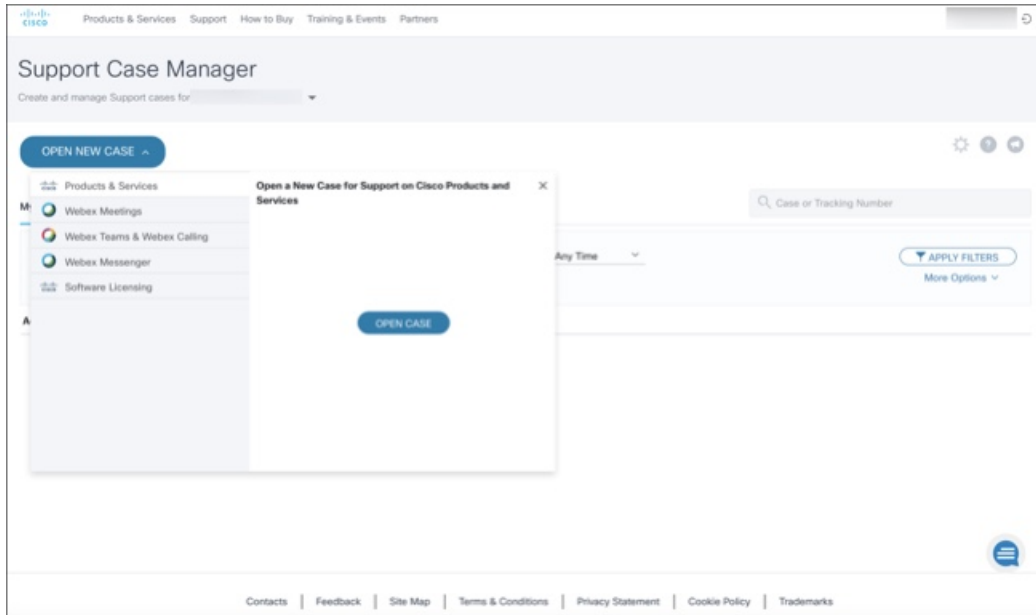 CISCO
Products & Services Support How to Buy Training & Events Partners
Support Case Manager
Create and manage Support cases for
OPEN NEW CASE
Products & Services
Webex Meetings
Webex Teams & Webex Calling
Webex Messenger
Software Licensing
Open a New Case for Support on Cisco Products and
Services
OPEN CASE
Case or Tracking Number
Any Time
APPLY FILTERS
More Options
Contacts | Feedback | Site Map | Terms & Conditions | Privacy Statement | Cookie Policy | Trademarks